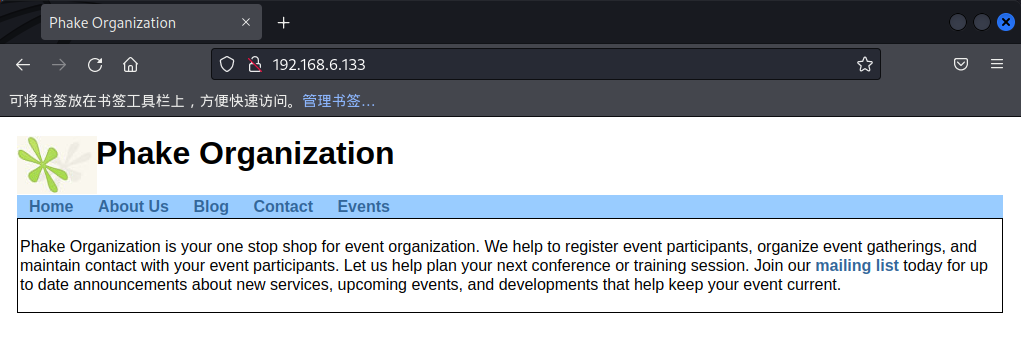 Phake Organization
192.168.6.133
可将书签放在书签工具栏上，方便快速访问。管理书签…
Phake Organization
Home About Us Blog Contact Events
Phake Organization is your one stop shop for event organization. We help to register event participants, organize event gatherings, and
maintain contact with your event participants. Let us help plan your next conference or training session. Join our mailing list today for up
to date announcements about new services, upcoming events, and developments that help keep your event current.